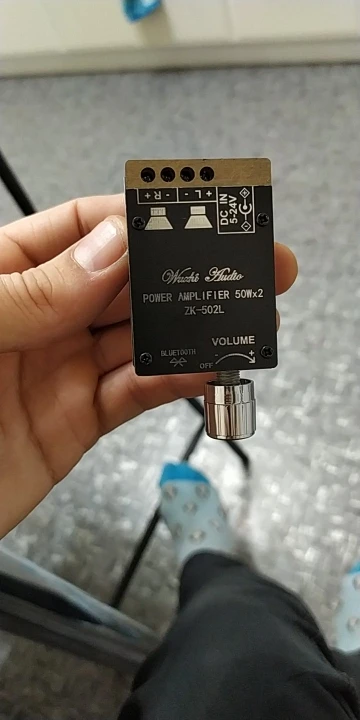 + R - - L +
DC IN
5-24V
Wuzhi Audio
POWER AMPLIFIER 50Wx2
ZK-502L
VOLUME
BLUETOOTH
- +
OFF